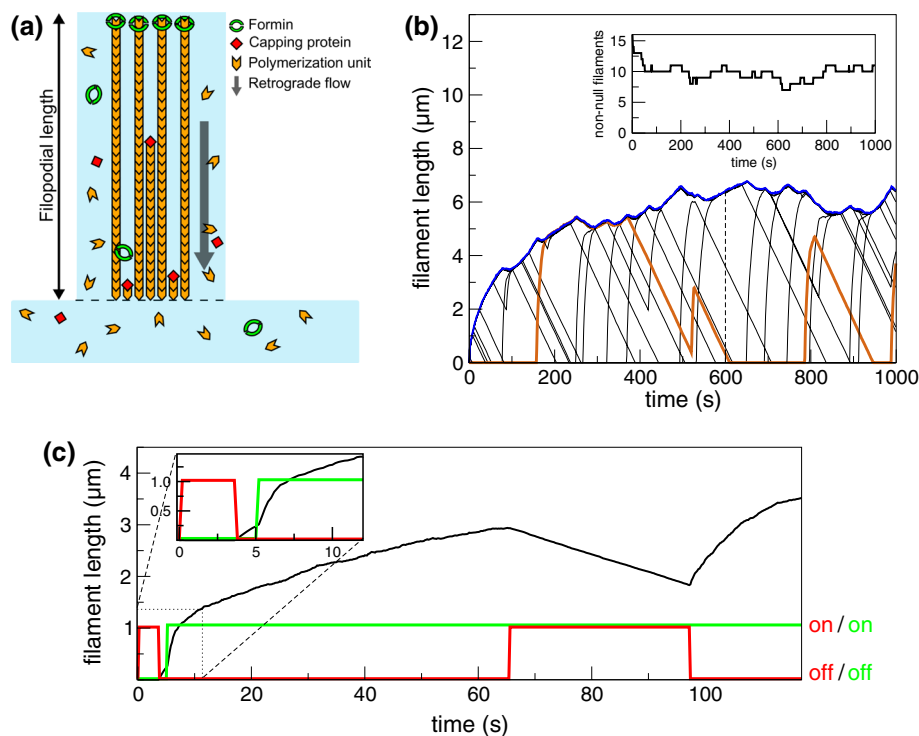 (a)
Formin
Capping protein
Polymerization unit
Retrograde flow
Filopodial length
(b)
filament length (μm)
12
10
8
6
4
2
0
0 200 400 600 800 1000
time (s)
non-null filaments
15
10
5
0
0 200 400 600 800 1000
time (s)
(c)
filament length (μm)
4
3
2
1
0 20 40 60 80 100
time (s)
1.0
0.5
0 5 10
on / on
off / off